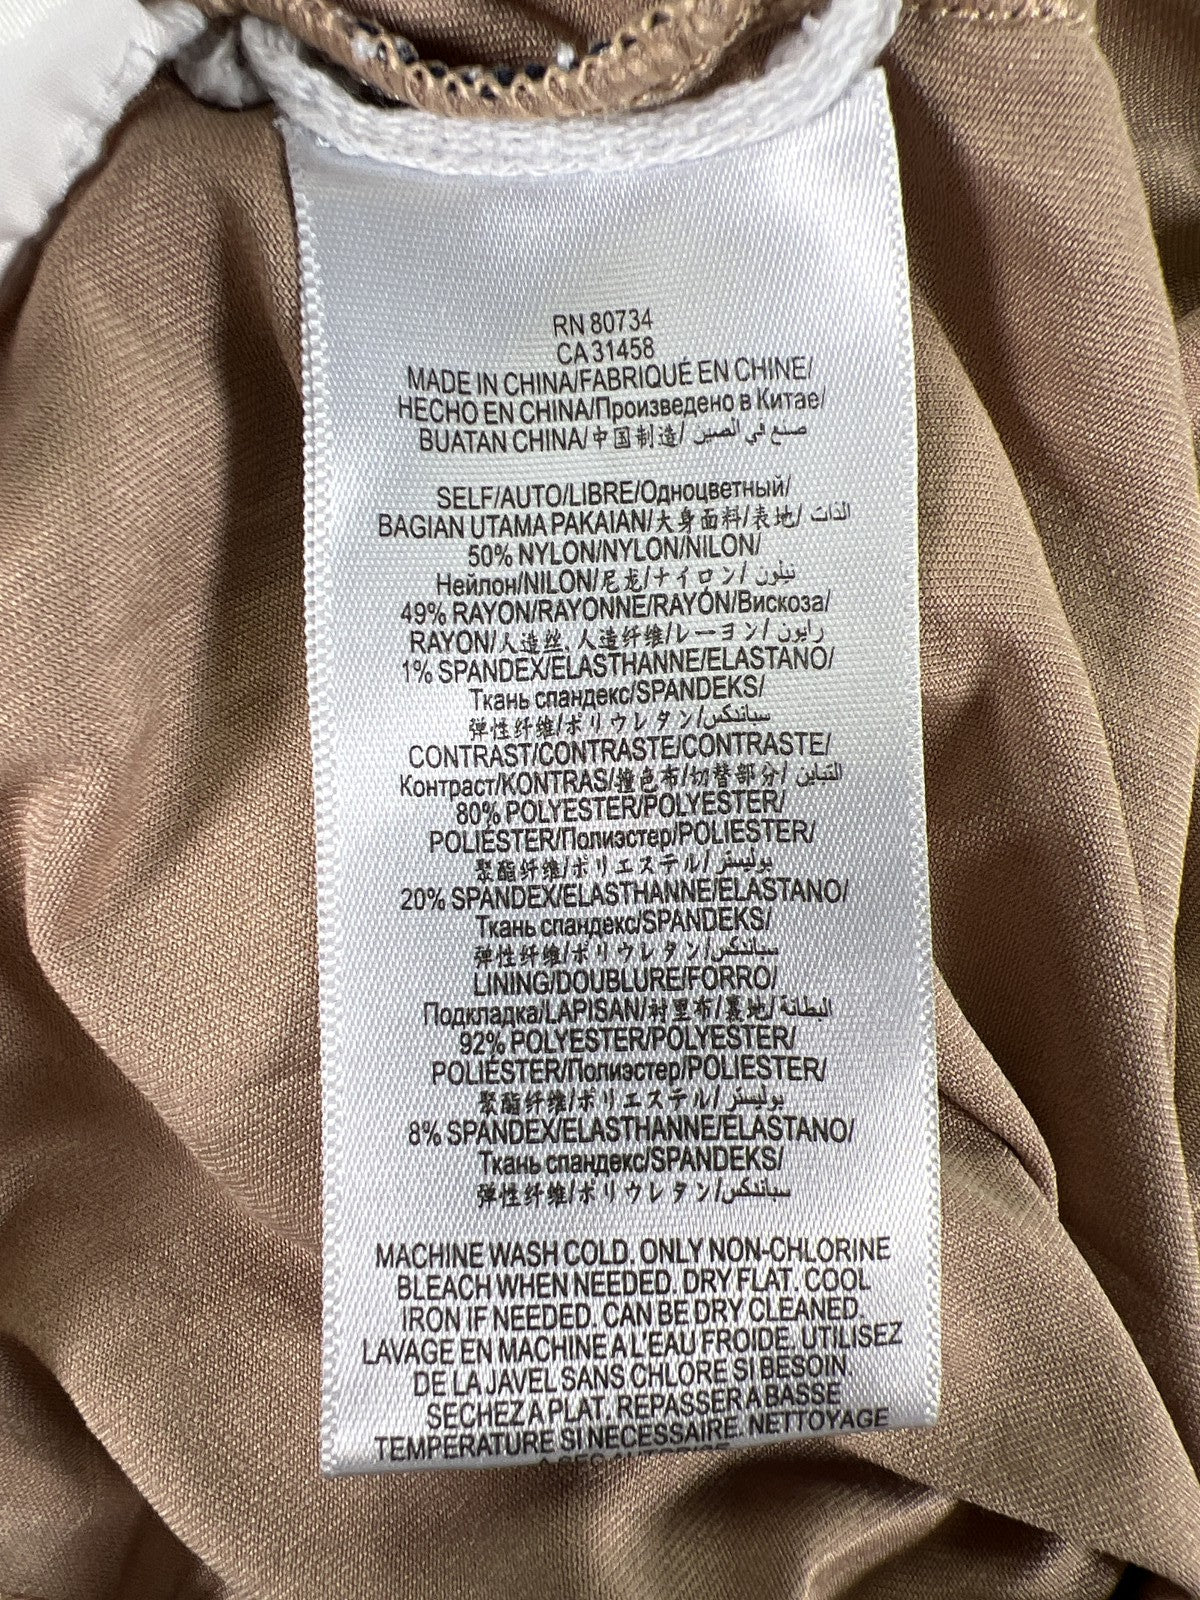 RN 80734
CA 31458
MADE IN CHINA/FABRIQUÉ EN CHINE/
HECHO EN CHINA/Произведено в Китае/
BUATAN CHINA/中国制造/ صنع في الصين
SELF/AUTO/LIBRE/Одноцветный/
BAGIAN UTAMA PAKAIAN/大身面料/表地/ الذات
50% NYLON/NYLON/NILON/
Нейлон/NILON/尼龙/ナイロン/ نيلون
49% RAYON/RAYONNE/RAYÓN/Вискоза/
RAYON/人造丝, 人造纤维/レーヨン/ رايون
1% SPANDEX/ELASTHANNE/ELASTANO/
Ткань спандекс/SPANDEKS/
弹性纤维/ポリウレタン/سباندكس
CONTRAST/CONTRASTE/CONTRASTE/
Контраст/KONTRAS/撞色布/切替部分/ التباين
80% POLYESTER/POLYESTER/
POLIÉSTER/Полиэстер/POLIESTER/
聚酯纤维/ポリエステル/ بوليستر
20% SPANDEX/ELASTHANNE/ELASTANO/
Ткань спандекс/SPANDEKS/
弹性纤维/ポリウレタン/سباندكس
LINING/DOUBLURE/FORRO/
Подкладка/LAPISAN/衬里布/裏地/ البطانة
92% POLYESTER/POLYESTER/
POLIÉSTER/Полиэстер/POLIESTER/
聚酯纤维/ポリエステル/ بوليستر
8% SPANDEX/ELASTHANNE/ELASTANO/
Ткань спандекс/SPANDEKS/
弹性纤维/ポリウレタン/سباندكس
MACHINE WASH COLD. ONLY NON-CHLORINE
BLEACH WHEN NEEDED. DRY FLAT. COOL
IRON IF NEEDED. CAN BE DRY CLEANED.
LAVAGE EN MACHINE A L'EAU FROIDE. UTILISEZ
DE LA JAVEL SANS CHLORE SI BESOIN.
SECHEZ A PLAT. REPASSER A BASSE
TEMPERATURE SI NECESSAIRE. NETTOYAGE